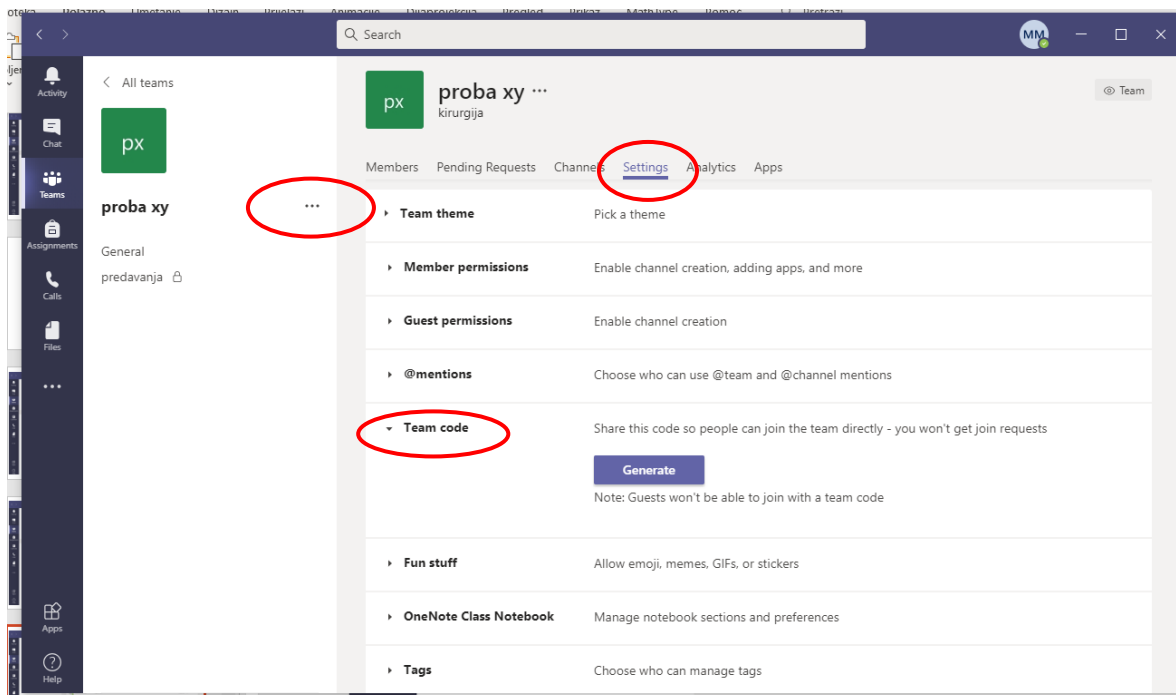 Search
MM
Activity
Chat
Teams
Assignments
Calls
Files
Apps
Help
All teams
px
proba xy
General
predavanja
px
proba xy
kirurgija
Team
Members Pending Requests Channels Settings Analytics Apps
Team theme Pick a theme
Member permissions Enable channel creation, adding apps, and more
Guest permissions Enable channel creation
@mentions Choose who can use @team and @channel mentions
Team code Share this code so people can join the team directly - you won't get join requests
Generate
Note: Guests won't be able to join with a team code
Fun stuff Allow emoji, memes, GIFs, or stickers
OneNote Class Notebook Manage notebook sections and preferences
Tags Choose who can manage tags